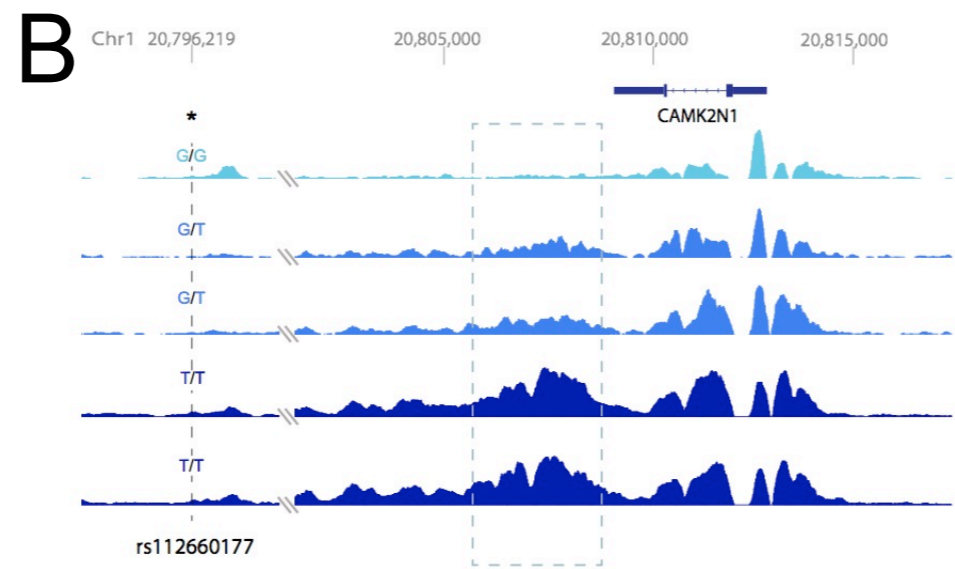 B
Chr1 20,796,219 20,805,000 20,810,000 20,815,000
CAMK2N1
*
G/G
G/T
G/T
T/T
T/T
rs112660177